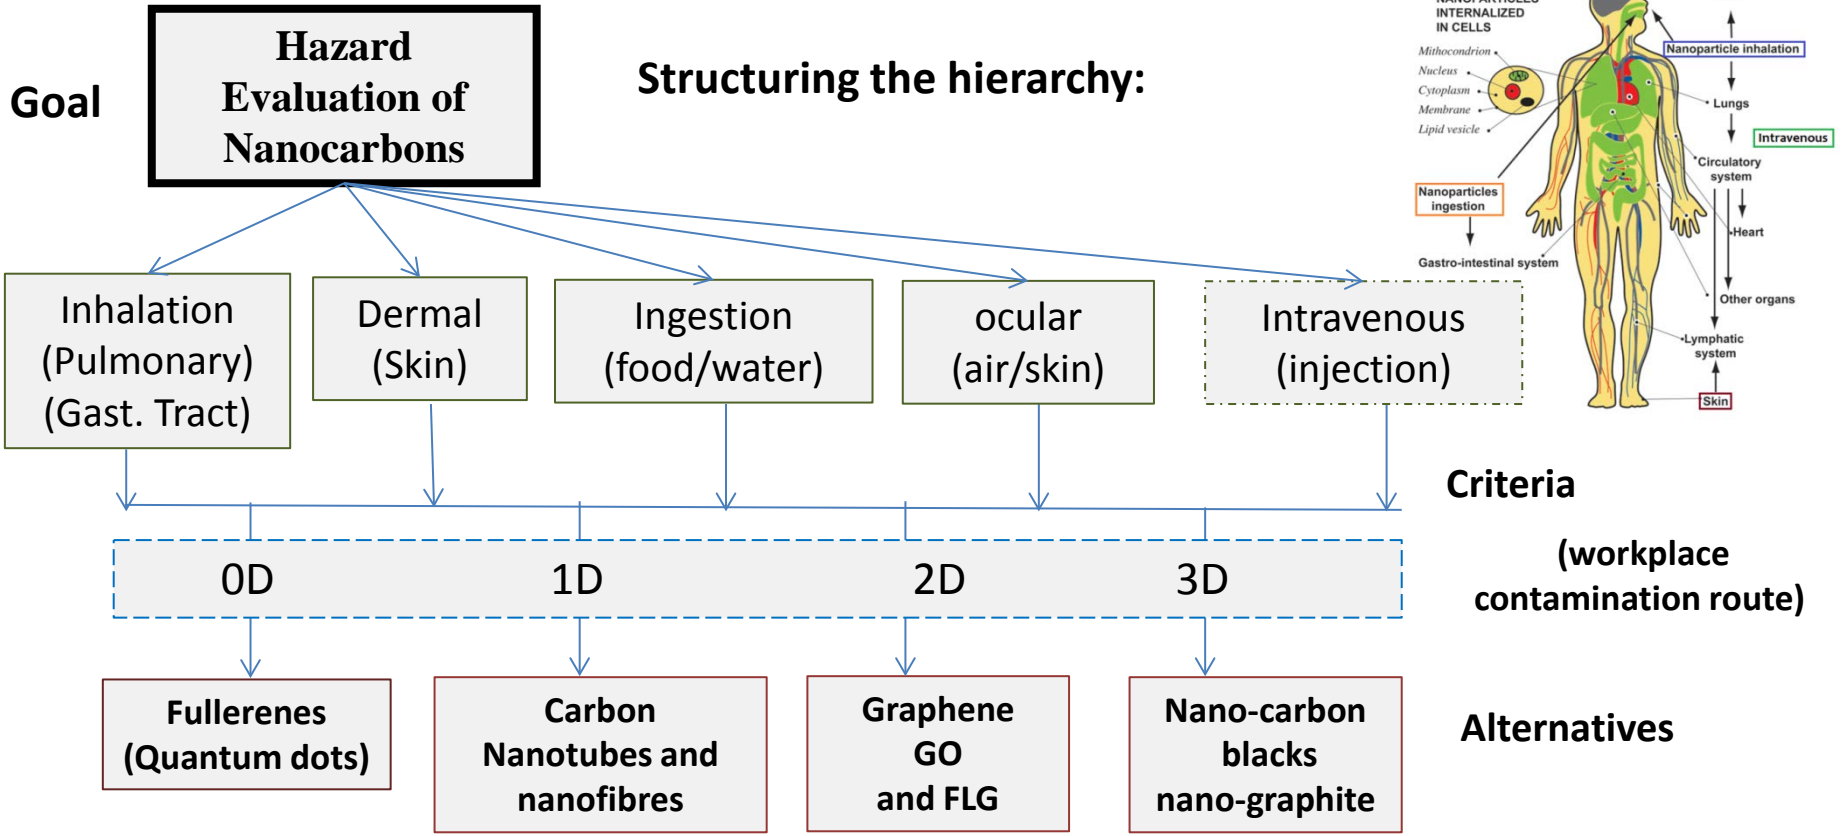 Goal
Hazard
Evaluation of
Nanocarbons
Structuring the hierarchy:
NANOPARTICLES
INTERNALIZED
IN CELLS
Mithocondrion
Nucleus
Cytoplasm
Membrane
Lipid vesicle
Nanoparticle inhalation
Lungs
Intravenous
Circulatory
system
Nanoparticles
ingestion
Heart
Gastro-intestinal system
Other organs
Lymphatic
system
Skin
Inhalation
(Pulmonary)
(Gast. Tract)
Dermal
(Skin)
Ingestion
(food/water)
ocular
(air/skin)
Intravenous
(injection)
Criteria
(workplace
contamination route)
0D
1D
2D
3D
Fullerenes
(Quantum dots)
Carbon
Nanotubes and
nanofibres
Graphene
GO
and FLG
Nano-carbon
blacks
nano-graphite
Alternatives